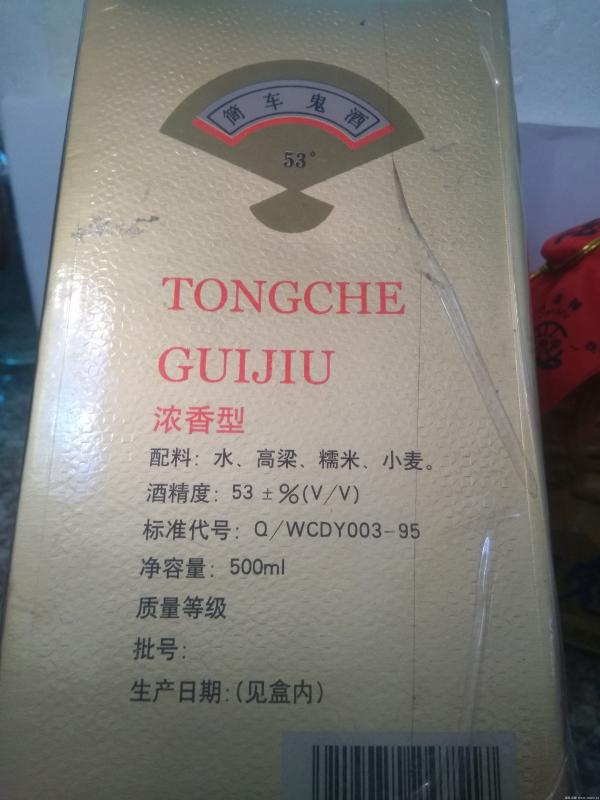 筒车鬼酒
53°
TONGCHE
GUIJIU
浓香型
配料: 水、高粱、糯米、小麦。
酒精度: 53 ± %(V/V)
标准代号: Q/WCDY003-95
净容量: 500ml
质量等级
批号:
生产日期:(见盒内)